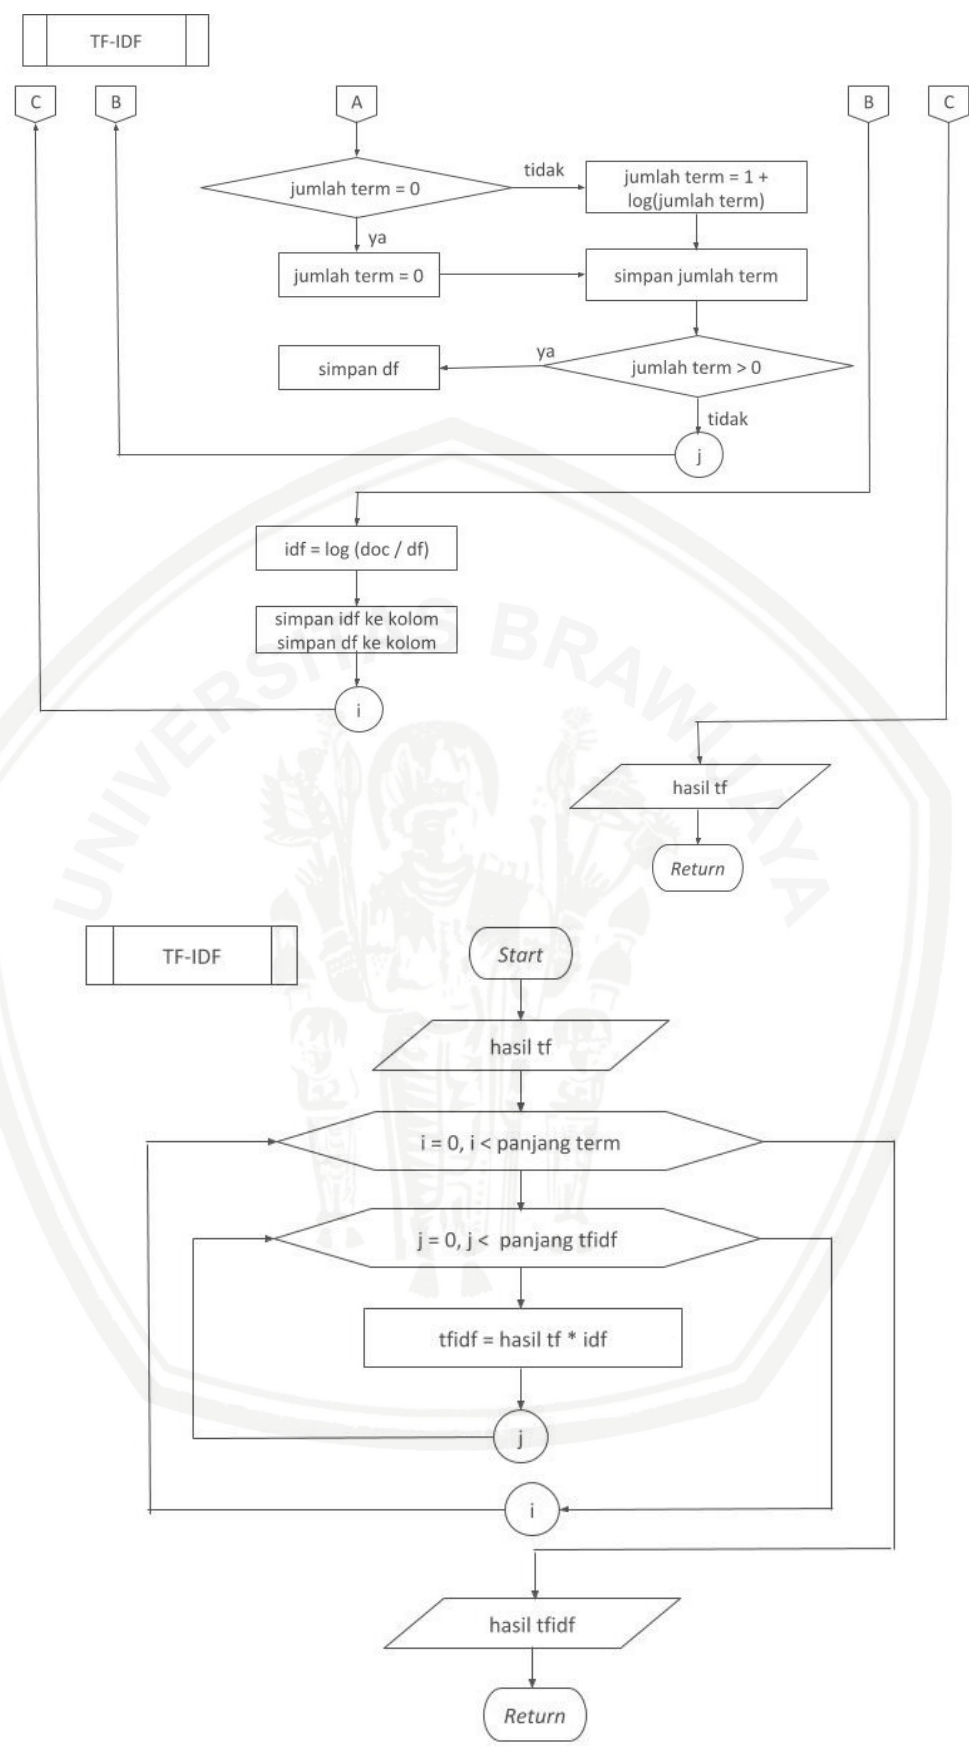 TF-IDF
C
B
A
B
C
jumlah term = 0
tidak
jumlah term = 1 +
log(jumlah term)
ya
jumlah term = 0
simpan jumlah term
simpan df
ya
jumlah term > 0
tidak
j
idf = log (doc / df)
simpan idf ke kolom
simpan df ke kolom
i
hasil tf
Return
UNIVERSITAS BRAWIJAYA
TF-IDF
Start
hasil tf
i = 0, i < panjang term
j = 0, j < panjang tfidf
tfidf = hasil tf * idf
j
i
hasil tfidf
Return